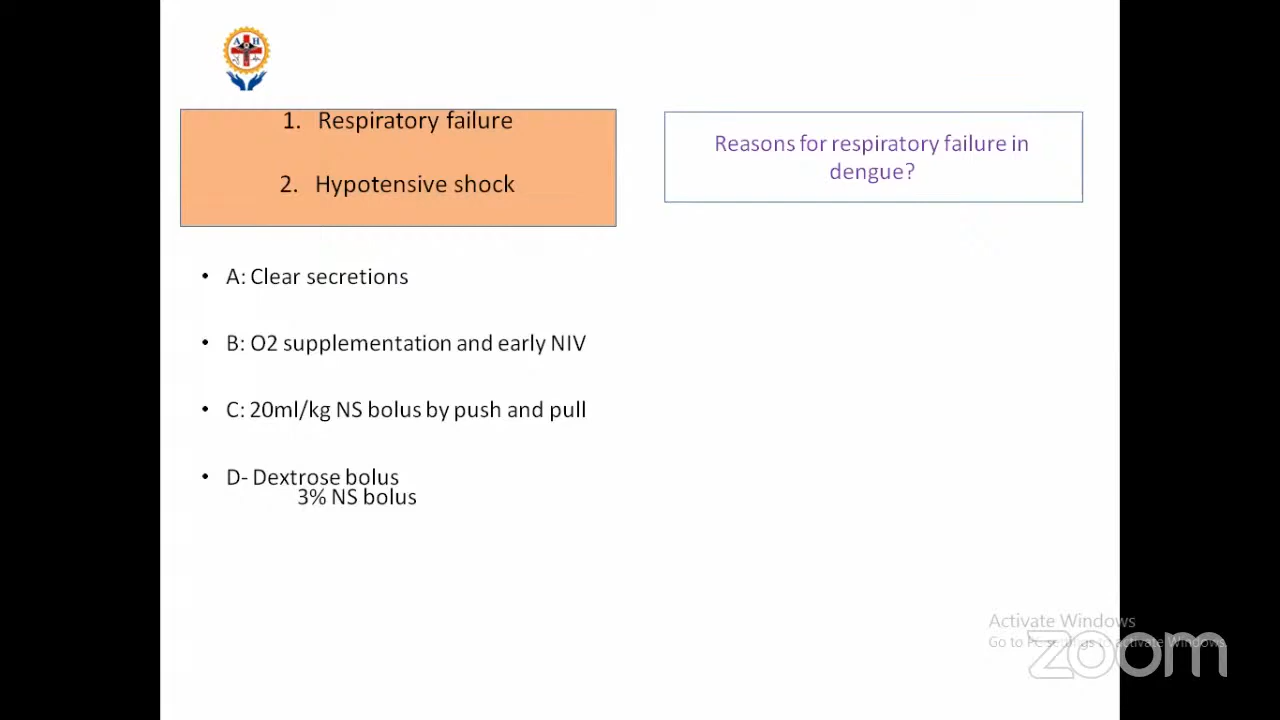 A H
1. Respiratory failure
2. Hypotensive shock
Reasons for respiratory failure in
dengue?
• A: Clear secretions
• B: O2 supplementation and early NIV
• C: 20ml/kg NS bolus by push and pull
• D- Dextrose bolus
3% NS bolus
Activate Windows
Go to PC settings to activate Windows.
zoom